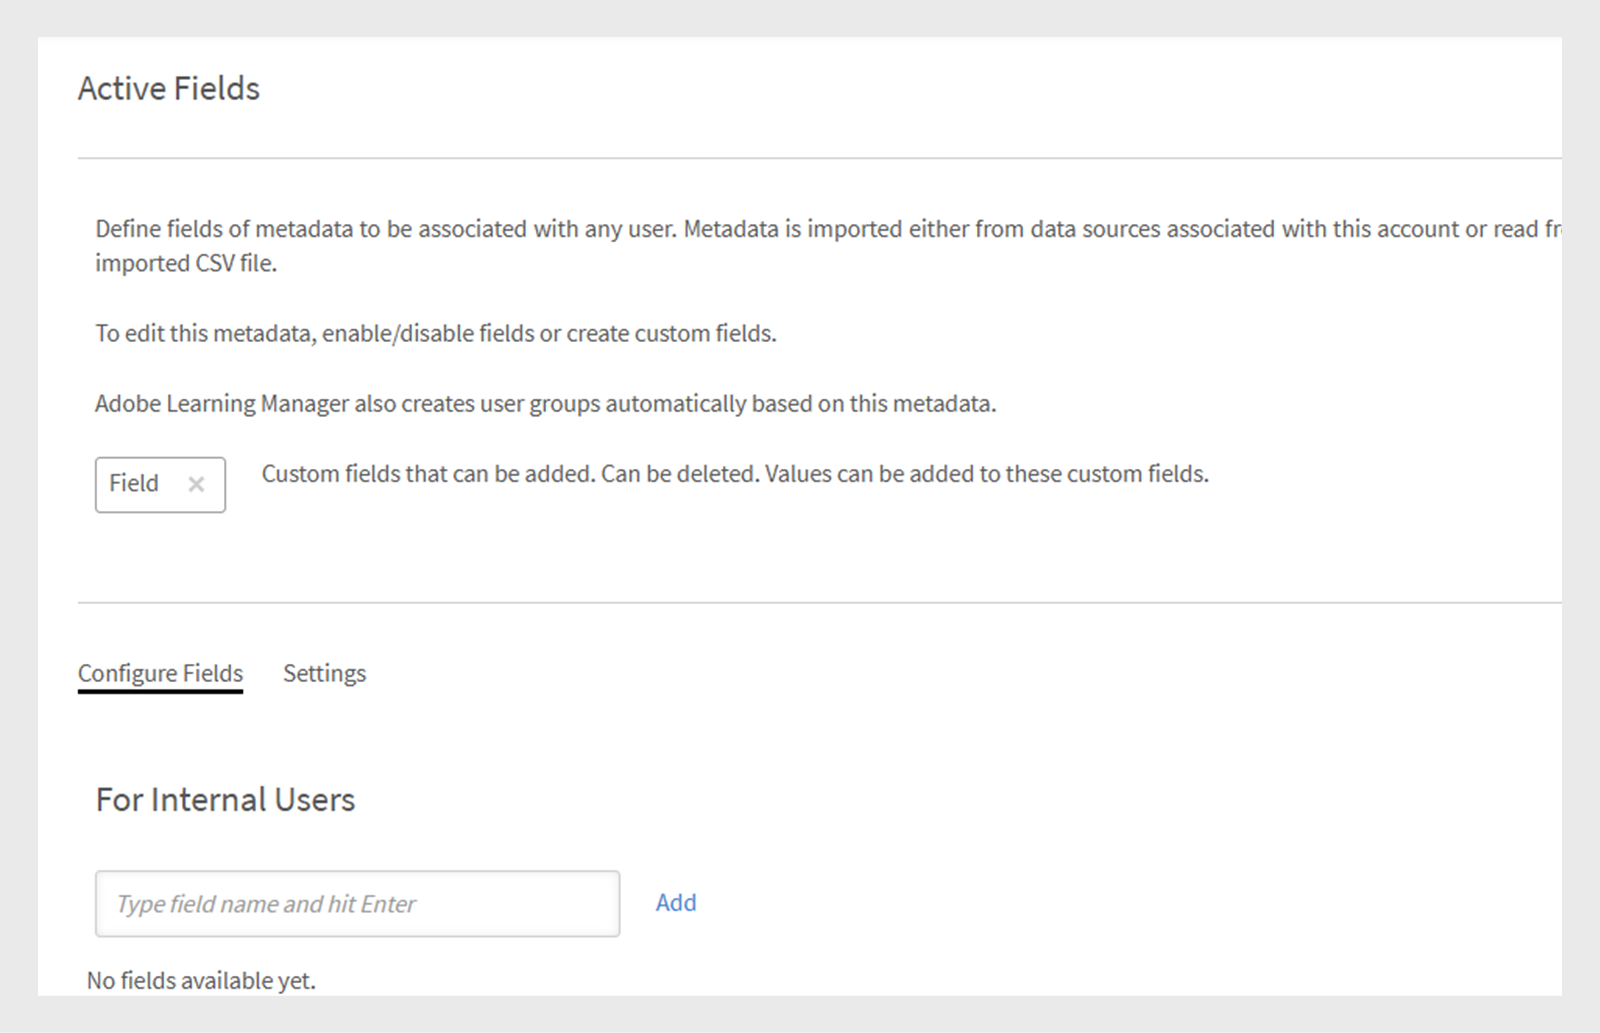 Active Fields
Define fields of metadata to be associated with any user. Metadata is imported either from data sources associated with this account or read
imported CSV file.
To edit this metadata, enable/disable fields or create custom fields.
Adobe Learning Manager also creates user groups automatically based on this metadata.
Field ×
Custom fields that can be added. Can be deleted. Values can be added to these custom fields.
Configure Fields Settings
For Internal Users
Type field name and hit Enter Add
No fields available yet.